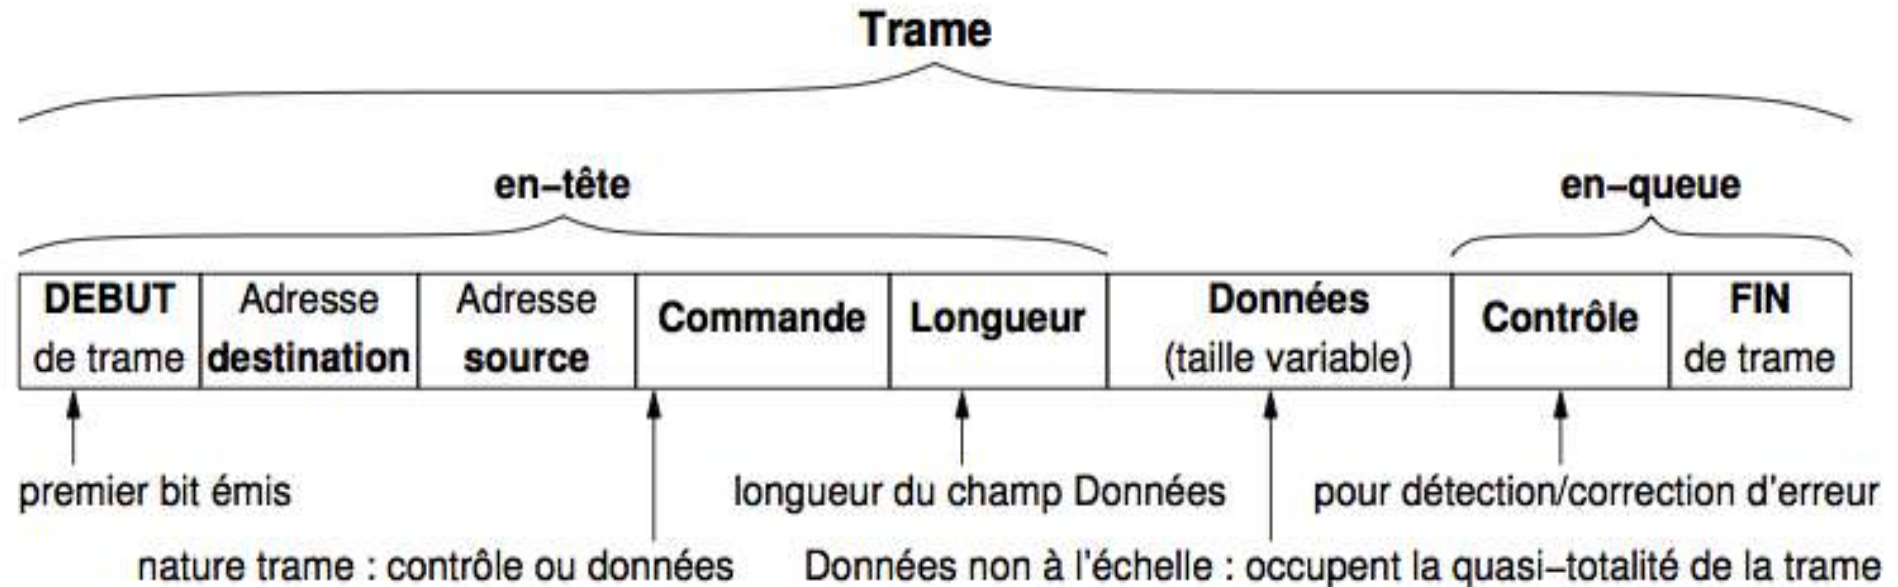 Trame
en–tête
en–queue
DEBUT
de trame
Adresse
destination
Adresse
source
Commande
Longueur
Données
(taille variable)
Contrôle
FIN
de trame
premier bit émis
longueur du champ Données
pour détection/correction d'erreur
nature trame : contrôle ou données
Données non à l'échelle : occupent la quasi–totalité de la trame